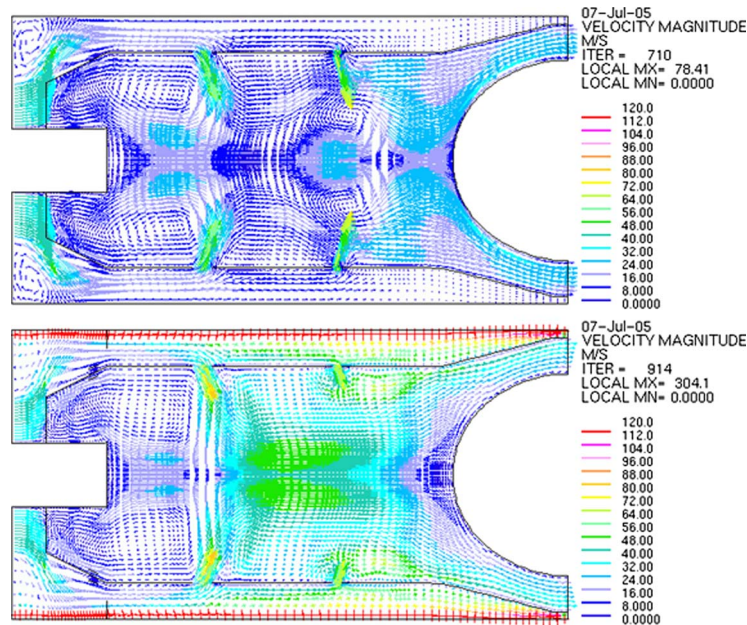 07-Jul-05
VELOCITY MAGNITUDE
M/S
ITER = 710
LOCAL MX= 78.41
LOCAL MN= 0.0000
120.0
112.0
104.0
96.00
88.00
80.00
72.00
64.00
56.00
48.00
40.00
32.00
24.00
16.00
8.000
0.0000
07-Jul-05
VELOCITY MAGNITUDE
M/S
ITER = 914
LOCAL MX= 304.1
LOCAL MN= 0.0000
120.0
112.0
104.0
96.00
88.00
80.00
72.00
64.00
56.00
48.00
40.00
32.00
24.00
16.00
8.000
0.0000